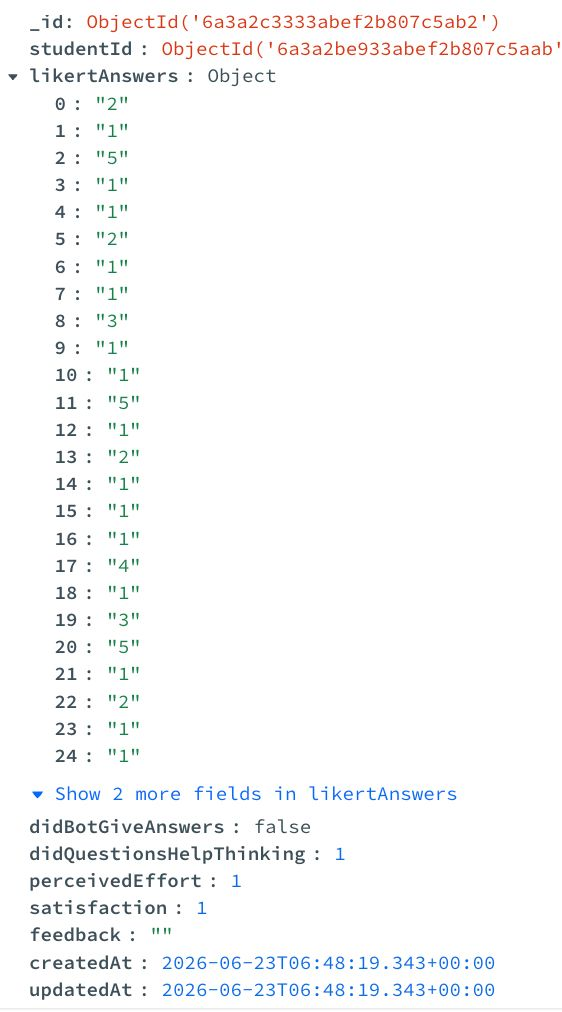 _id: ObjectId('6a3a2c3333abef2b807c5ab2')
studentId : ObjectId('6a3a2be933abef2b807c5aab'
likertAnswers : Object
0 : "2"
1 : "1"
2 : "5"
3 : "1"
4 : "1"
5 : "2"
6 : "1"
7 : "1"
8 : "3"
9 : "1"
10 : "1"
11 : "5"
12 : "1"
13 : "2"
14 : "1"
15 : "1"
16 : "1"
17 : "4"
18 : "1"
19 : "3"
20 : "5"
21 : "1"
22 : "2"
23 : "1"
24 : "1"
Show 2 more fields in likertAnswers
didBotGiveAnswers : false
didQuestionsHelpThinking : 1
perceivedEffort : 1
satisfaction : 1
feedback : ""
createdAt : 2026-06-23T06:48:19.343+00:00
updatedAt : 2026-06-23T06:48:19.343+00:00